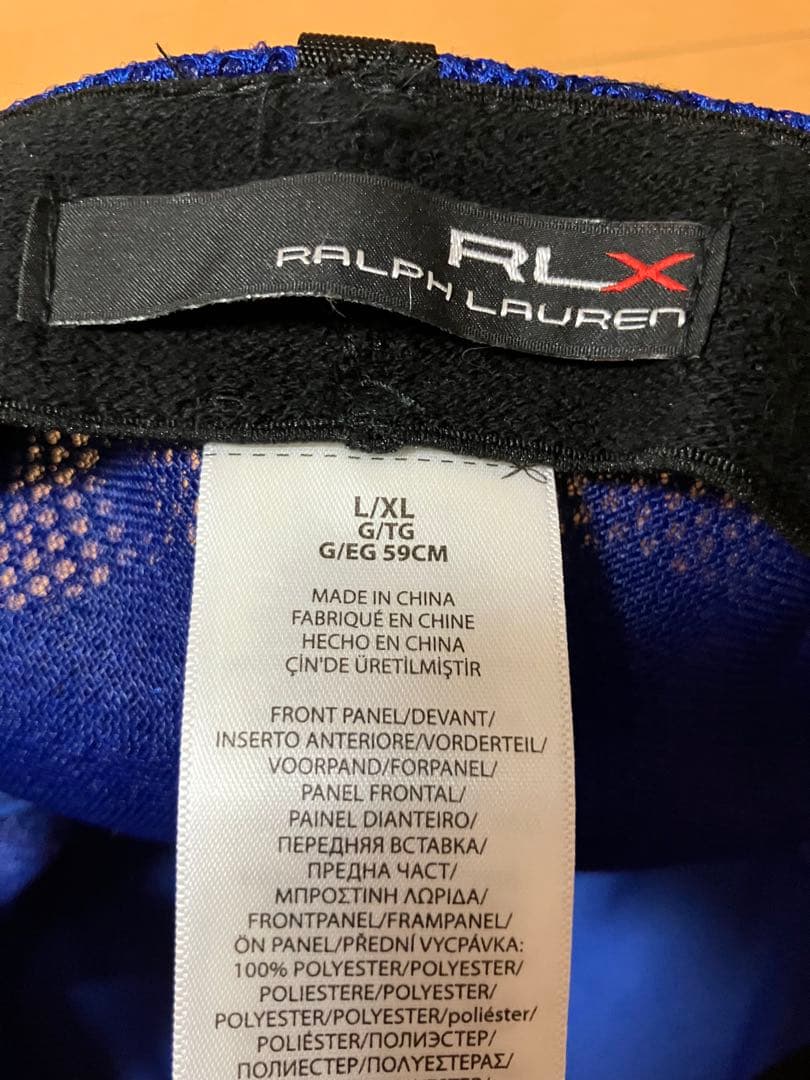 RLX
RALPH LAUREN
L/XL
G/TG
G/EG 59CM
MADE IN CHINA
FABRIQUÉ EN CHINE
HECHO EN CHINA
ÇİN'DE ÜRETİLMİŞTİR
FRONT PANEL/DEVANT/
INSERTO ANTERIORE/VORDERTEIL/
VOORPAND/FORPANEL/
PANEL FRONTAL/
PAINEL DIANTEIRO/
ПЕРЕДНЯЯ ВСТАВКА/
ПРЕДНА ЧАСТ/
ΜΠΡΟΣΤΙΝΗ ΛΩΡΙΔΑ/
FRONTPANEL/FRAMPANEL/
ÖN PANEL/PŘEDNÍ VYCPÁVKA:
100% POLYESTER/POLYESTER/
POLIESTERE/POLYESTER/
POLYESTER/POLYESTER/poliéster/
POLIÉSTER/ПОЛИЭСТЕР/
ПОЛИЕСТЕР/ΠΟΛΥΕΣΤΕΡΑΣ/